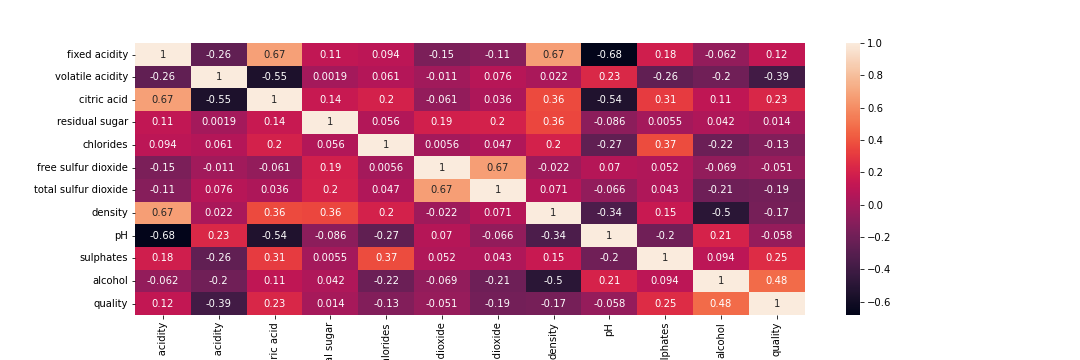 fixed acidity 1 -0.26 0.67 0.11 0.094 -0.15 -0.11 0.67 -0.68 0.18 -0.062 0.12
volatile acidity -0.26 1 -0.55 0.0019 0.061 -0.011 0.076 0.022 0.23 -0.26 -0.2 -0.39
citric acid 0.67 -0.55 1 0.14 0.2 -0.061 0.036 0.36 -0.54 0.31 0.11 0.23
residual sugar 0.11 0.0019 0.14 1 0.056 0.19 0.2 0.36 -0.086 0.0055 0.042 0.014
chlorides 0.094 0.061 0.2 0.056 1 0.0056 0.047 0.2 -0.27 0.37 -0.22 -0.13
free sulfur dioxide -0.15 -0.011 -0.061 0.19 0.0056 1 0.67 -0.022 0.07 0.052 -0.069 -0.051
total sulfur dioxide -0.11 0.076 0.036 0.2 0.047 0.67 1 0.071 -0.066 0.043 -0.21 -0.19
density 0.67 0.022 0.36 0.36 0.2 -0.022 0.071 1 -0.34 0.15 -0.5 -0.17
pH -0.68 0.23 -0.54 -0.086 -0.27 0.07 -0.066 -0.34 1 -0.2 0.21 -0.058
sulphates 0.18 -0.26 0.31 0.0055 0.37 0.052 0.043 0.15 -0.2 1 0.094 0.25
alcohol -0.062 -0.2 0.11 0.042 -0.22 -0.069 -0.21 -0.5 0.21 0.094 1 0.48
quality 0.12 -0.39 0.23 0.014 -0.13 -0.051 -0.19 -0.17 -0.058 0.25 0.48 1
acidity
acidity
ric acid
al sugar
hlorides
dioxide
dioxide
density
pH
lphates
alcohol
quality
1.0
0.8
0.6
0.4
0.2
0.0
−0.2
−0.4
−0.6